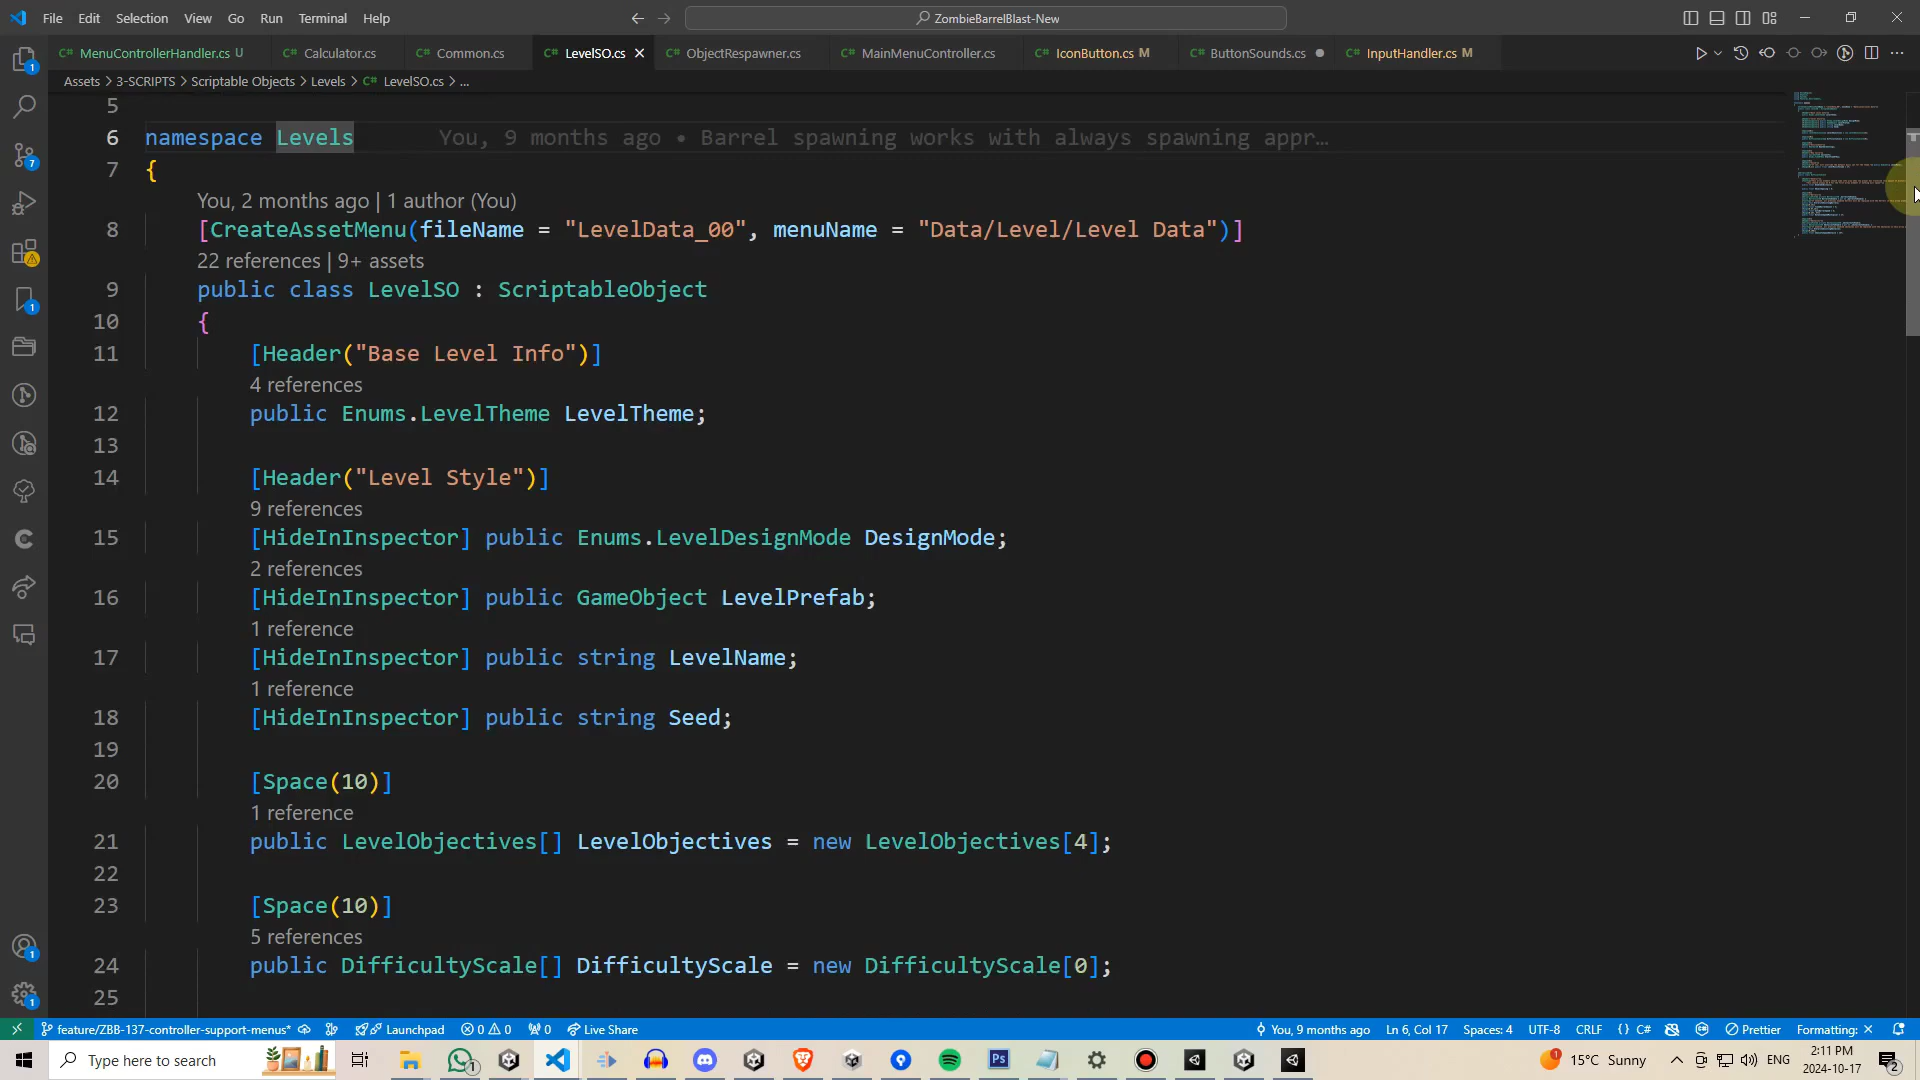 File Edit Selection View Go Run Terminal Help
ZombieBarrelBlast-New
MenuControllerHandler.cs U
Calculator.cs
Common.cs
LevelSO.cs
ObjectRespawner.cs
MainMenuController.cs
IconButton.cs M
ButtonSounds.cs
InputHandler.cs M
Assets > 3-SCRIPTS > Scriptable Objects > Levels > LevelSO.cs > ...
5
6 namespace Levels You, 9 months ago • Barrel spawning works with always spawning appr…
7 {
You, 2 months ago | 1 author (You)
8 [CreateAssetMenu(fileName = "LevelData_00", menuName = "Data/Level/Level Data")]
22 references | 9+ assets
9 public class LevelSO : ScriptableObject
10 {
11 [Header("Base Level Info")]
4 references
12 public Enums.LevelTheme LevelTheme;
13
14 [Header("Level Style")]
9 references
15 [HideInInspector] public Enums.LevelDesignMode DesignMode;
2 references
16 [HideInInspector] public GameObject LevelPrefab;
1 reference
17 [HideInInspector] public string LevelName;
1 reference
18 [HideInInspector] public string Seed;
19
20 [Space(10)]
1 reference
21 public LevelObjectives[] LevelObjectives = new LevelObjectives[4];
22
23 [Space(10)]
5 references
24 public DifficultyScale[] DifficultyScale = new DifficultyScale[0];
25
feature/ZBB-137-controller-support-menus* Launchpad 0 0 0 Live Share You, 9 months ago Ln 6, Col 17 Spaces: 4 UTF-8 CRLF {} C# Prettier Formatting: ×
Type here to search
15°C Sunny
ENG
2:11 PM
2024-10-17